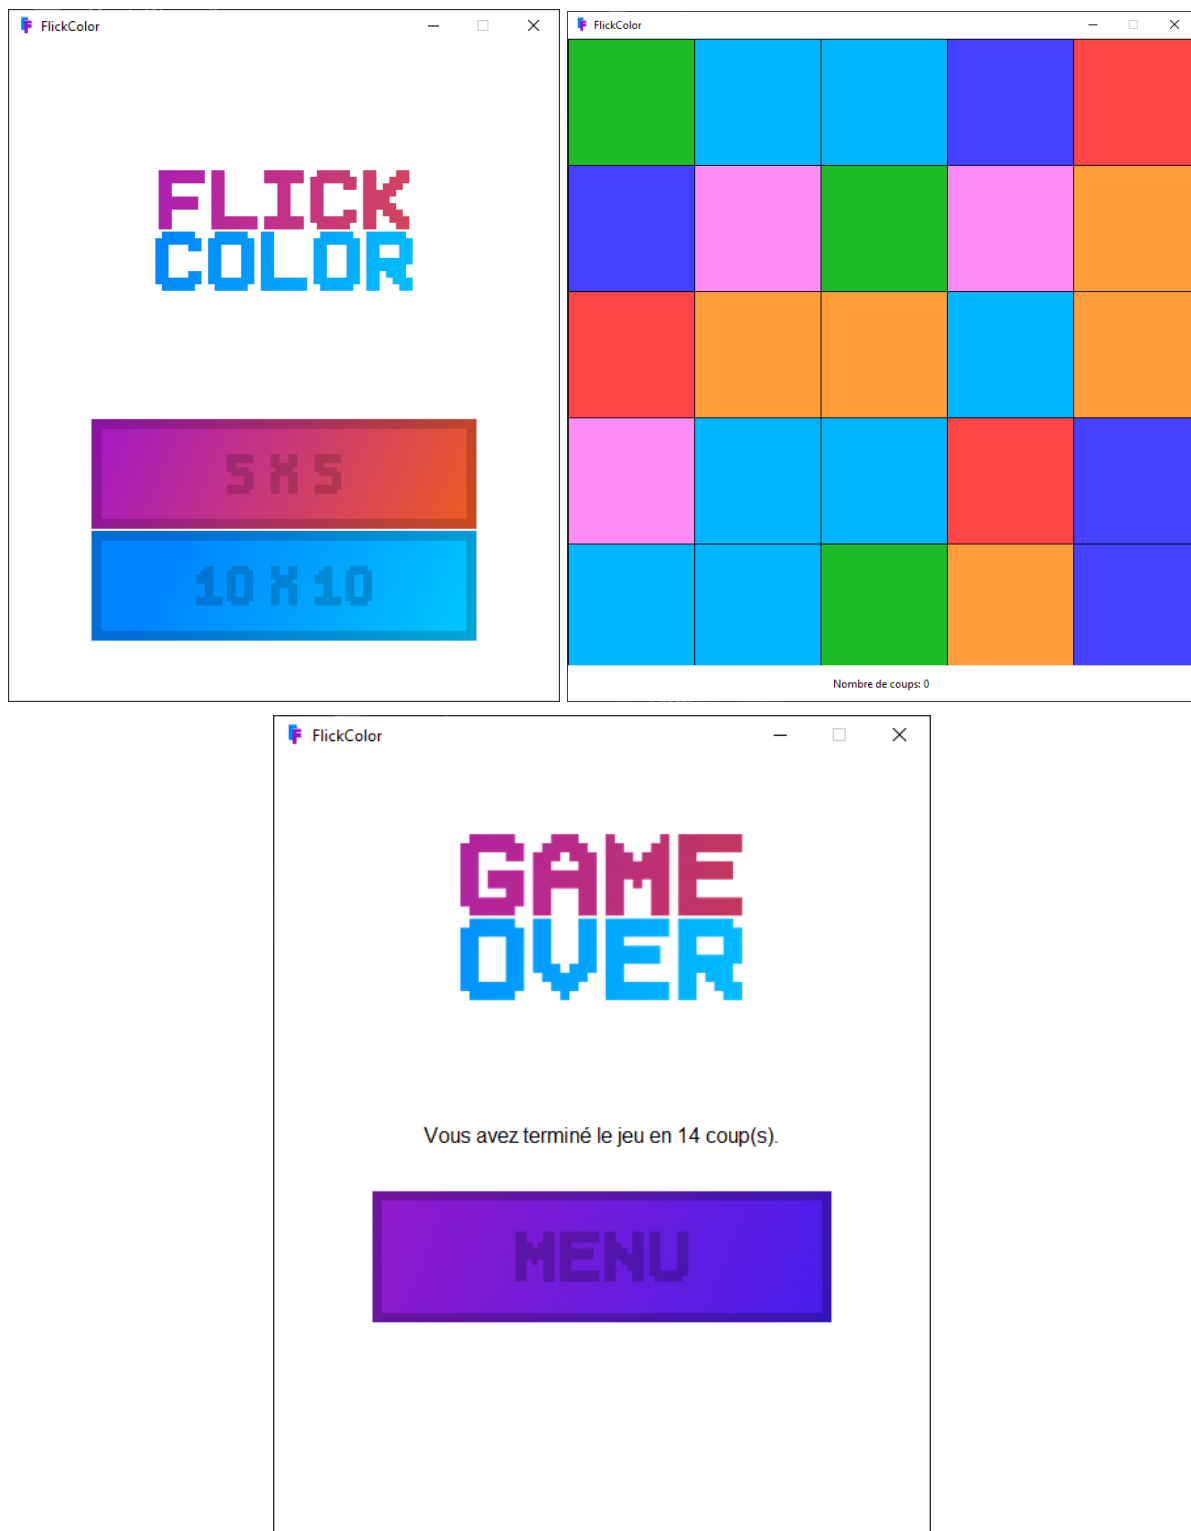 FlickColor
FLICK
COLOR
5 X 5
10 X 10
FlickColor
Nombre de coups: 0
FlickColor
GAME
OVER
Vous avez terminé le jeu en 14 coup(s).
MENU